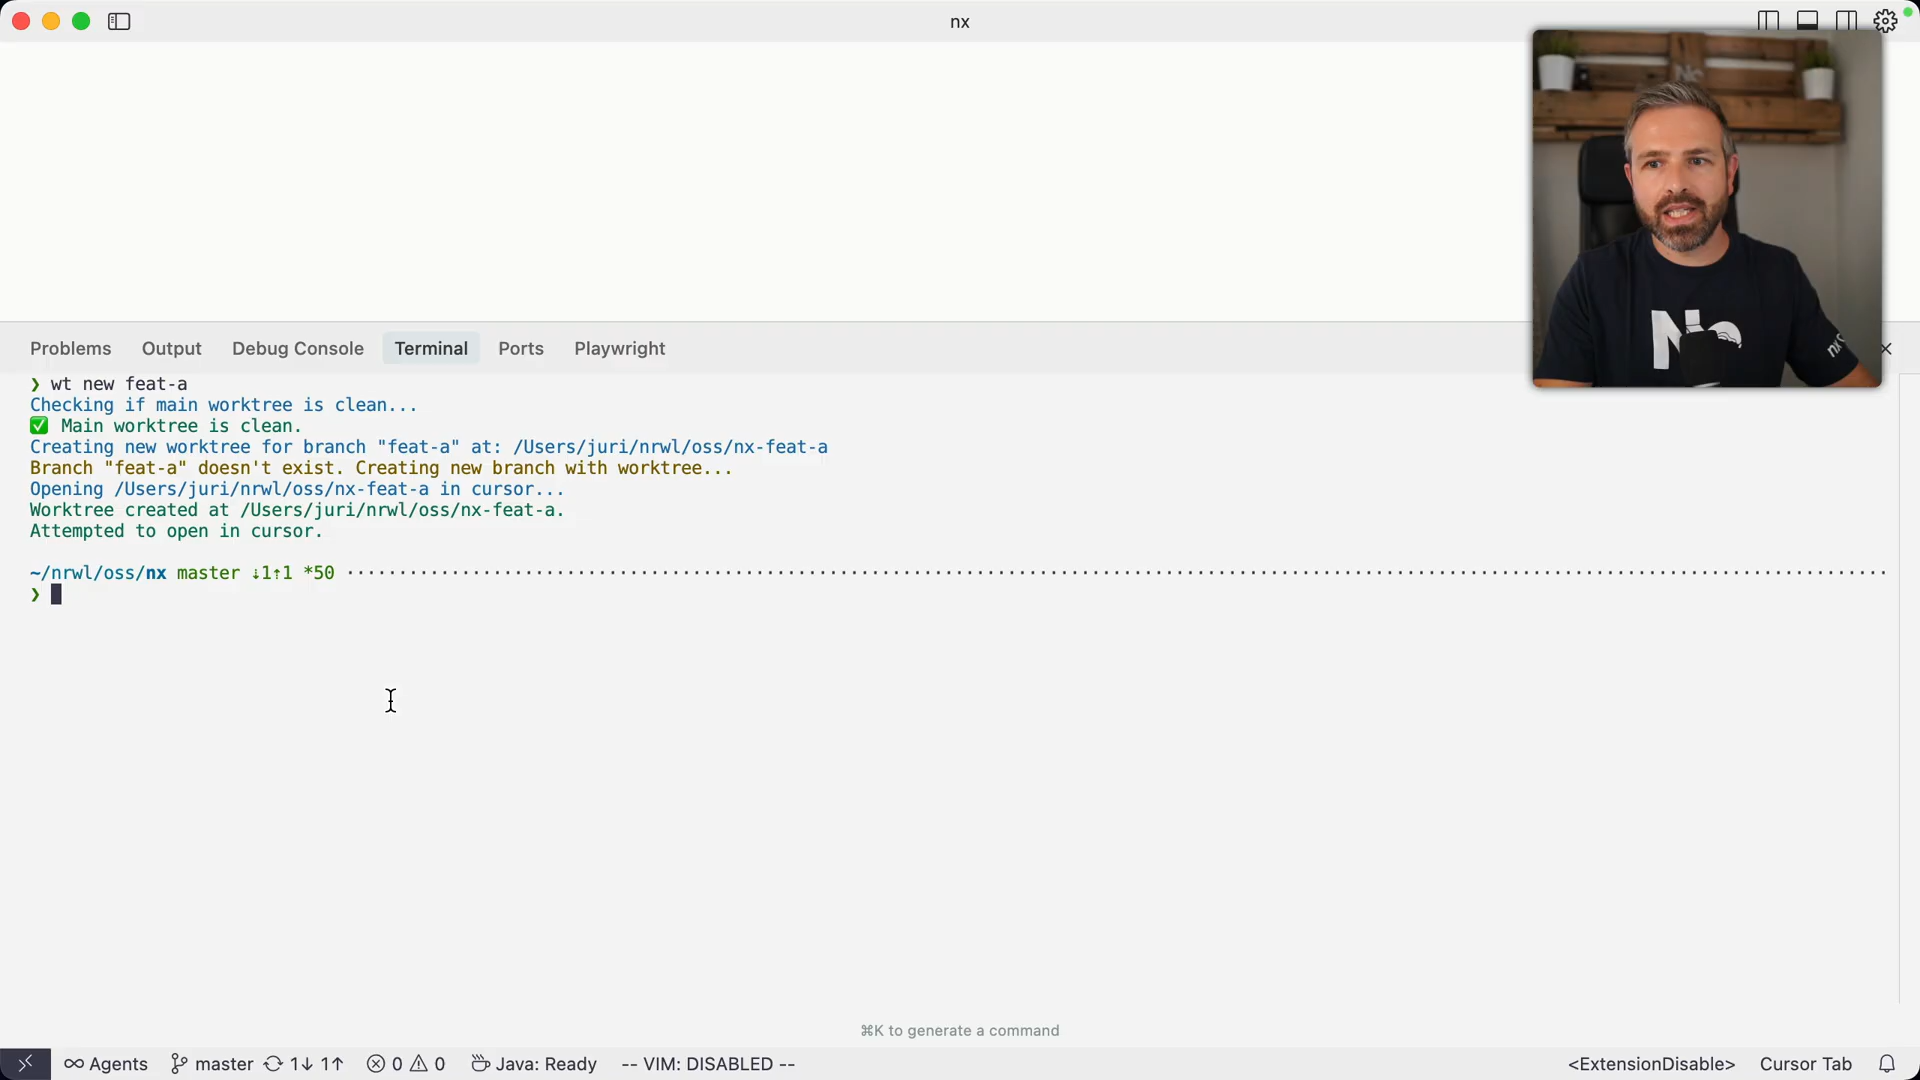 nx
Problems Output Debug Console Terminal Ports Playwright
❯ wt new feat-a
Checking if main worktree is clean...
✅ Main worktree is clean.
Creating new worktree for branch "feat-a" at: /Users/juri/nrwl/oss/nx-feat-a
Branch "feat-a" doesn't exist. Creating new branch with worktree...
Opening /Users/juri/nrwl/oss/nx-feat-a in cursor...
Worktree created at /Users/juri/nrwl/oss/nx-feat-a.
Attempted to open in cursor.
~/nrwl/oss/nx master ⇣1⇡1 *50
❯
⌘K to generate a command
Agents master 1↓ 1↑ 0 0 Java: Ready -- VIM: DISABLED -- <ExtensionDisable> Cursor Tab